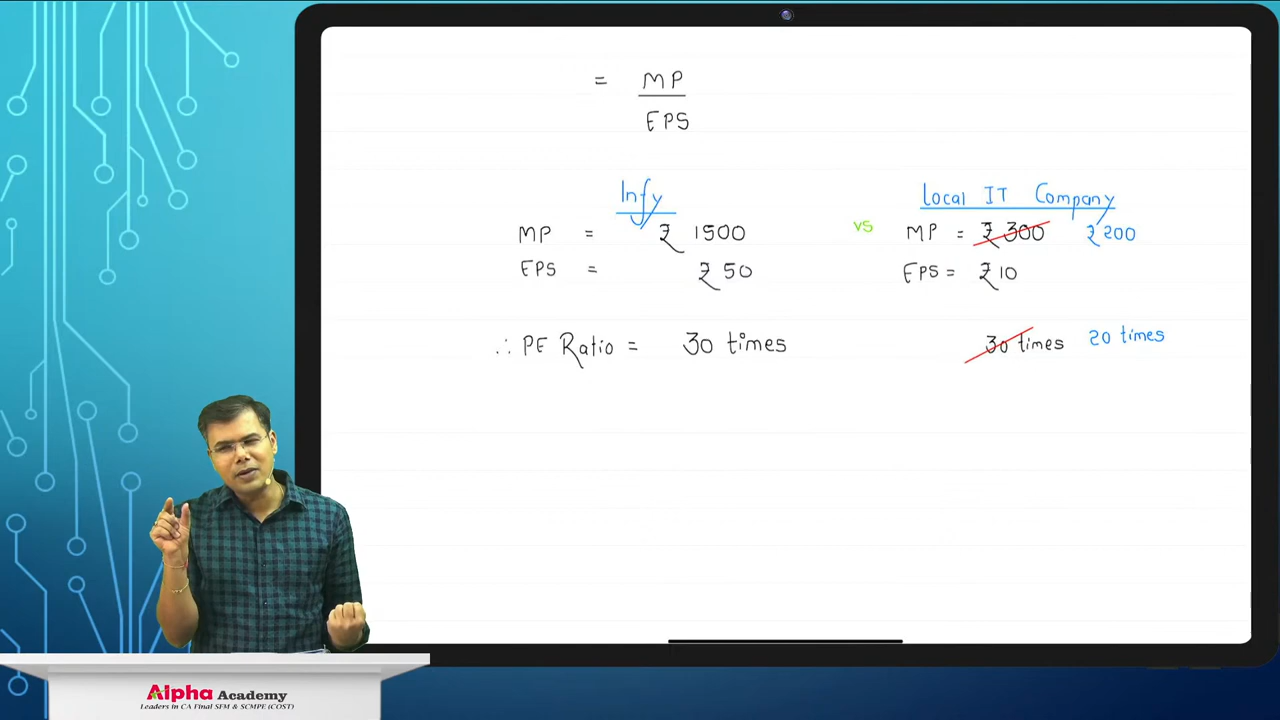 = MP
EPS
Infy
MP = ₹ 1500
EPS = ₹ 50
∴ PE Ratio = 30 times
vs
Local IT Company
MP = ₹ 300 ₹ 200
EPS = ₹ 10
30 times 20 times
Alpha Academy
Leaders in CA Final SFM & SCMPE (COST)